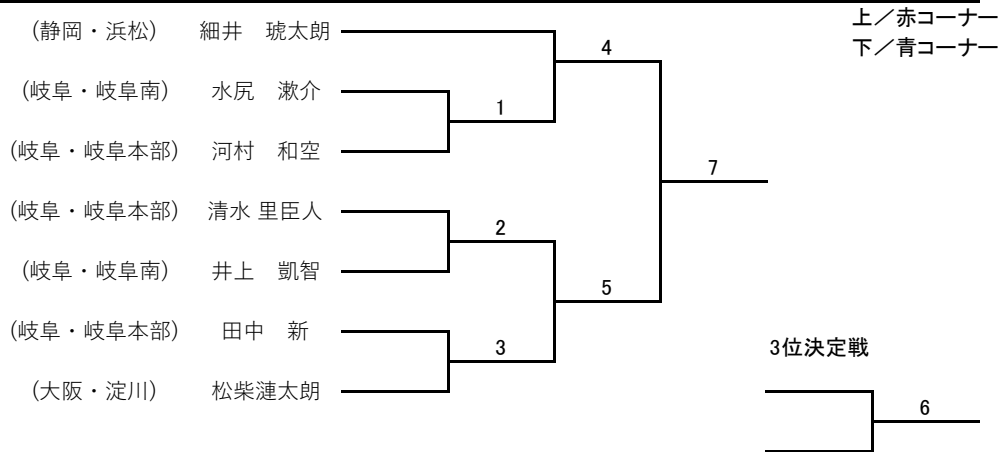 上／赤コーナー
(静岡・浜松)　細井　琥太朗
4
下／青コーナー
(岐阜・岐阜南)　水尻　漱介
1
(岐阜・岐阜本部)　河村　和空
7
(岐阜・岐阜本部)　清水 里臣人
2
(岐阜・岐阜南)　井上　凱智
5
(岐阜・岐阜本部)　田中　新
3
3位決定戦
(大阪・淀川)　松柴漣太朗
6